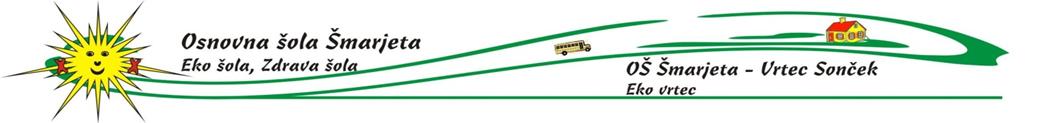 Osnovna šola Šmarjeta
Eko šola, Zdrava šola
OŠ Šmarjeta - Vrtec Sonček
Eko vrtec